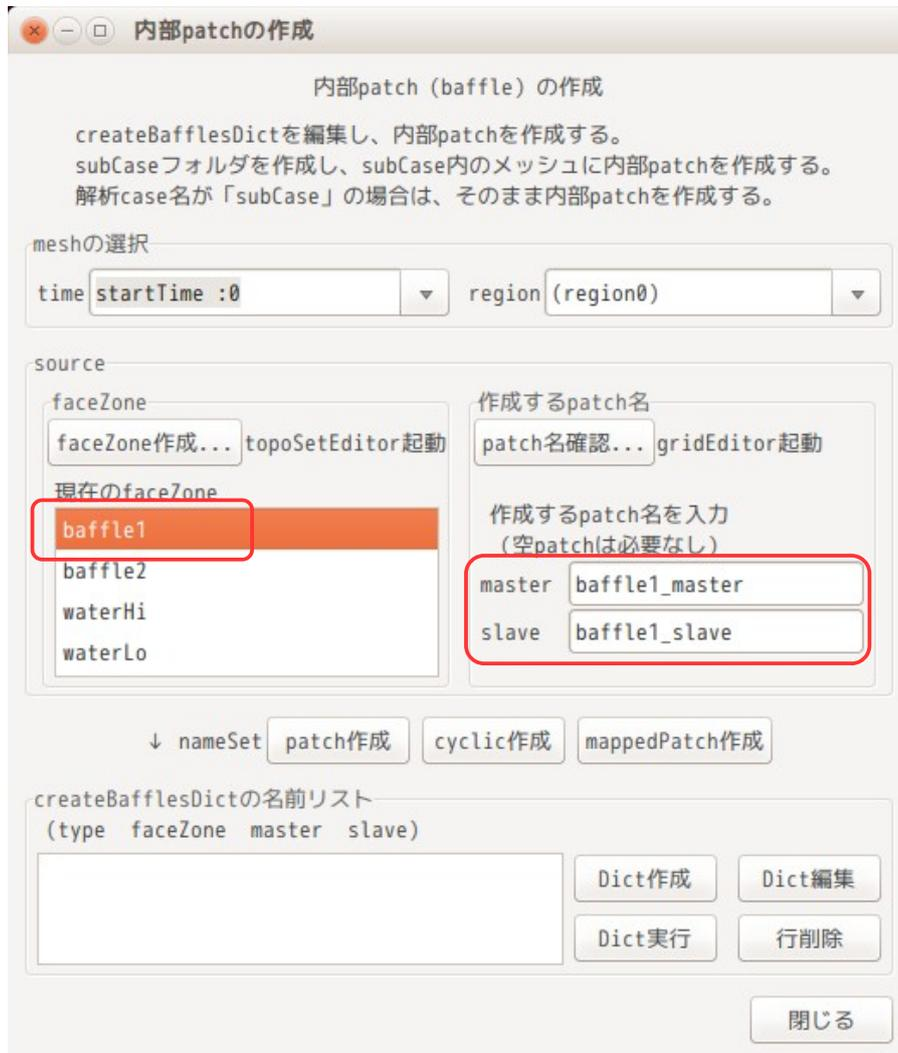 内部patchの作成
内部patch (baffle) の作成
createBafflesDictを編集し、内部patchを作成する。
subCaseフォルダを作成し、subCase内のメッシュに内部patchを作成する。
解析case名が「subCase」の場合は、そのまま内部patchを作成する。
meshの選択
time startTime :0 region (region0)
source
faceZone
faceZone作成... topoSetEditor起動
現在のfaceZone
baffle1
baffle2
waterHi
waterLo
作成するpatch名
patch名確認... gridEditor起動
作成するpatch名を入力
(空patchは必要なし)
master baffle1_master
slave baffle1_slave
↓ nameSet patch作成 cyclic作成 mappedPatch作成
createBafflesDictの名前リスト
(type faceZone master slave)
Dict作成 Dict編集
Dict実行 行削除
閉じる